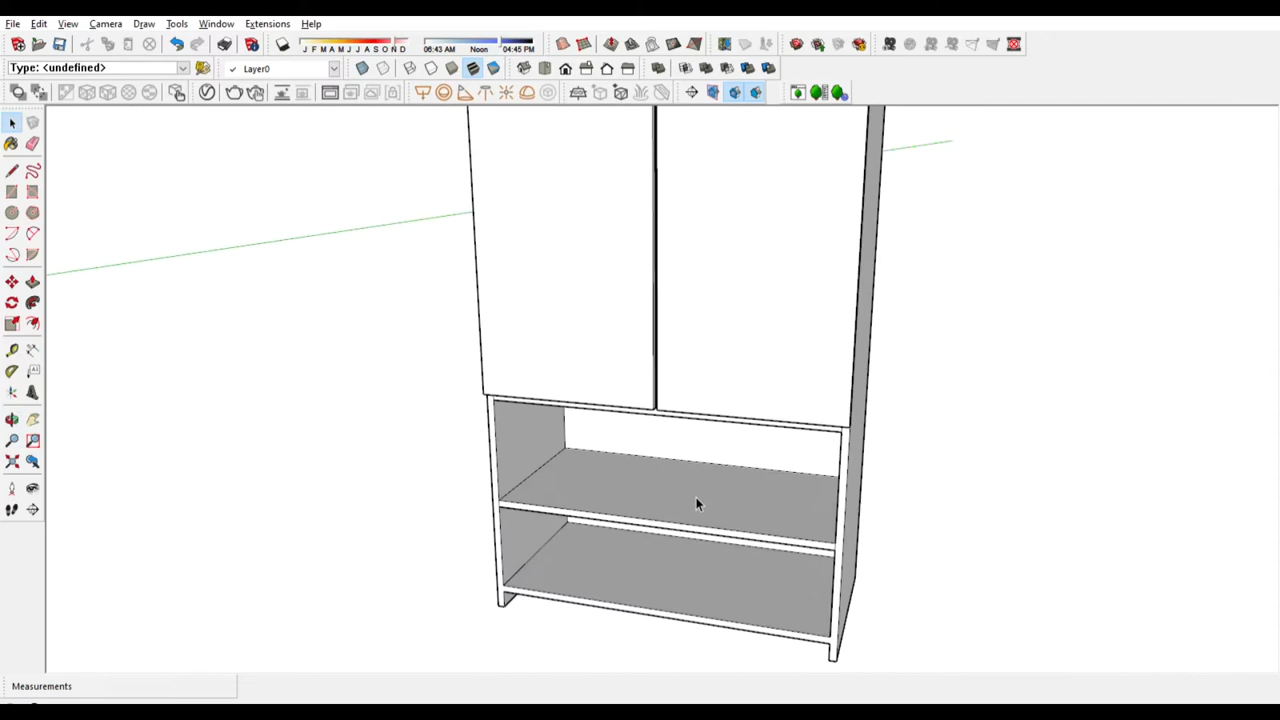 File Edit View Camera Draw Tools Window Extensions Help
J F M A M J J A S O N D 06:43 AM Noon 04:45 PM
Type: <undefined> ✓ Layer0
Measurements